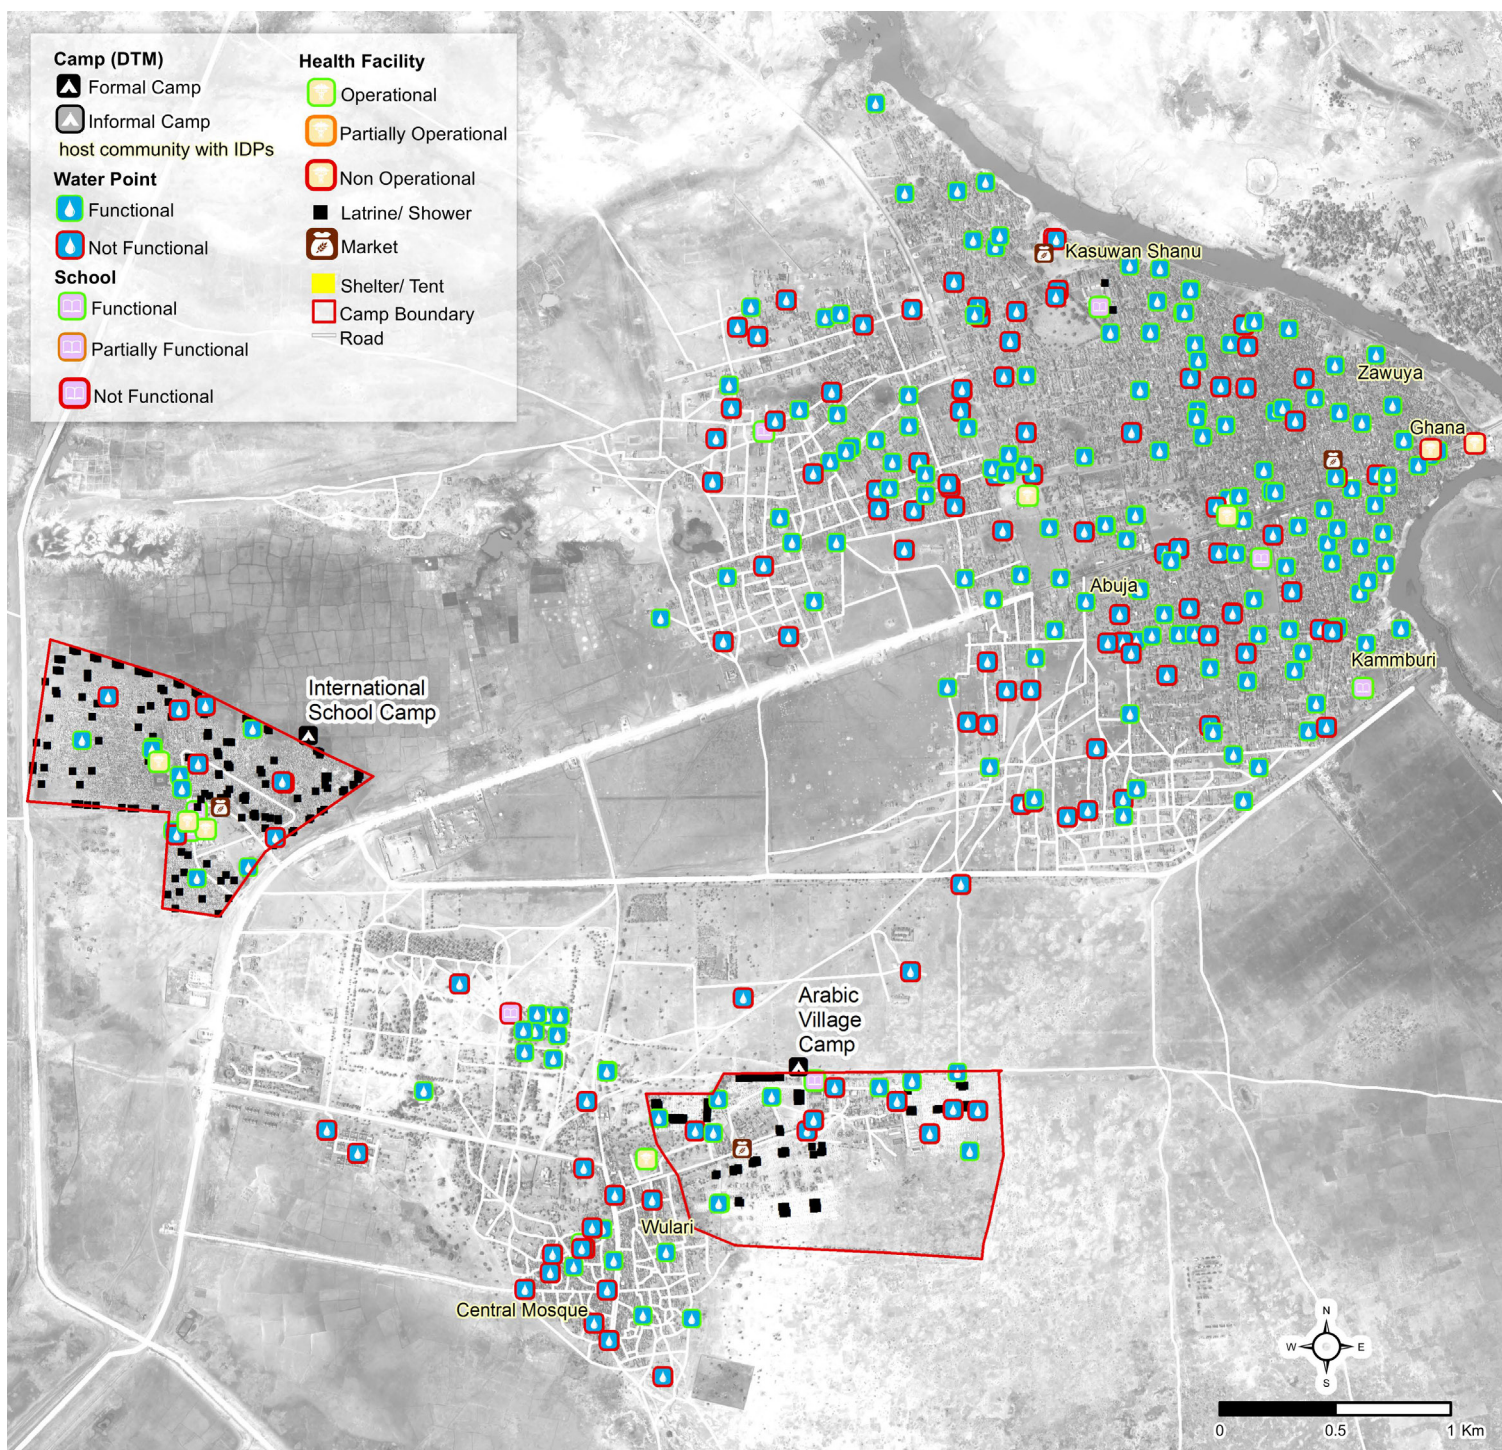 Camp (DTM)
Formal Camp
Informal Camp
host community with IDPs
Water Point
Functional
Not Functional
School
Functional
Partially Functional
Not Functional
Health Facility
Operational
Partially Operational
Non Operational
Latrine/ Shower
Market
Shelter/ Tent
Camp Boundary
Road
Kasuwan Shanu
Zawuya
Ghana
Abuja
Kammburi
International
School Camp
Arabic
Village
Camp
Wulari
Central Mosque
N
W E
S
0 0.5 1 Km